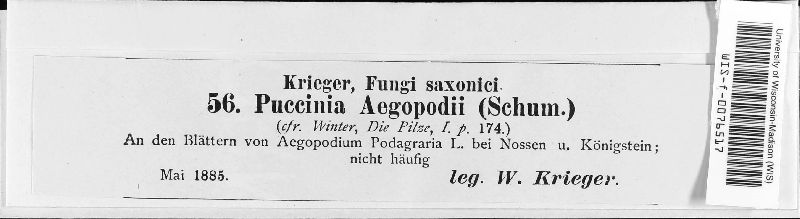 Krieger, Fungi saxonici.
56. Puccinia Aegopodii (Schum.)
(cfr. Winter, Die Pilze, I. p. 174.)
An den Blättern von Aegopodium Podagraria L. bei Nossen u. Königstein;
nicht häufig
Mai 1885. leg. W. Krieger.
University of Wisconsin-Madison (WIS)
WIS-f-0076517